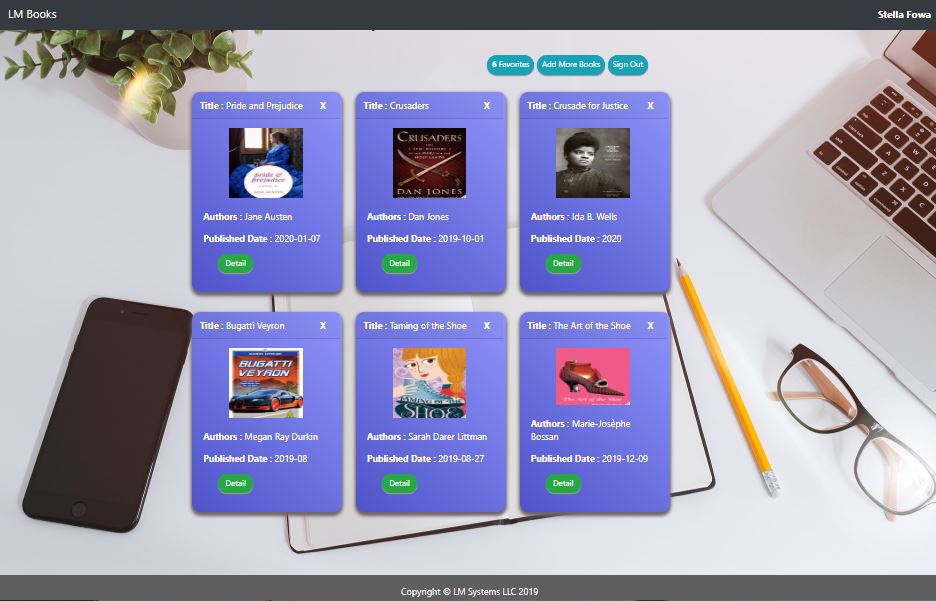 LM Books
Stella Fowa
6 Favorites
Add More Books
Sign Out
Title : Pride and Prejudice X
pride &
prejudice
Authors : Jane Austen
Published Date : 2020-01-07
Detail
Title : Crusaders X
CRUSADERS
DAN JONES
Authors : Dan Jones
Published Date : 2019-10-01
Detail
Title : Crusade for Justice X
Authors : Ida B. Wells
Published Date : 2020
Detail
Title : Bugatti Veyron X
BUGATTI
VEYRON
Authors : Megan Ray Durkin
Published Date : 2019-08
Detail
Title : Taming of the Shoe X
TAMING OF THE
SHOE
Authors : Sarah Darer Littman
Published Date : 2019-08-27
Detail
Title : The Art of the Shoe X
The Art of the Shoe
Authors : Marie-Josèphe
Bossan
Published Date : 2019-12-09
Detail
Copyright © LM Systems LLC 2019